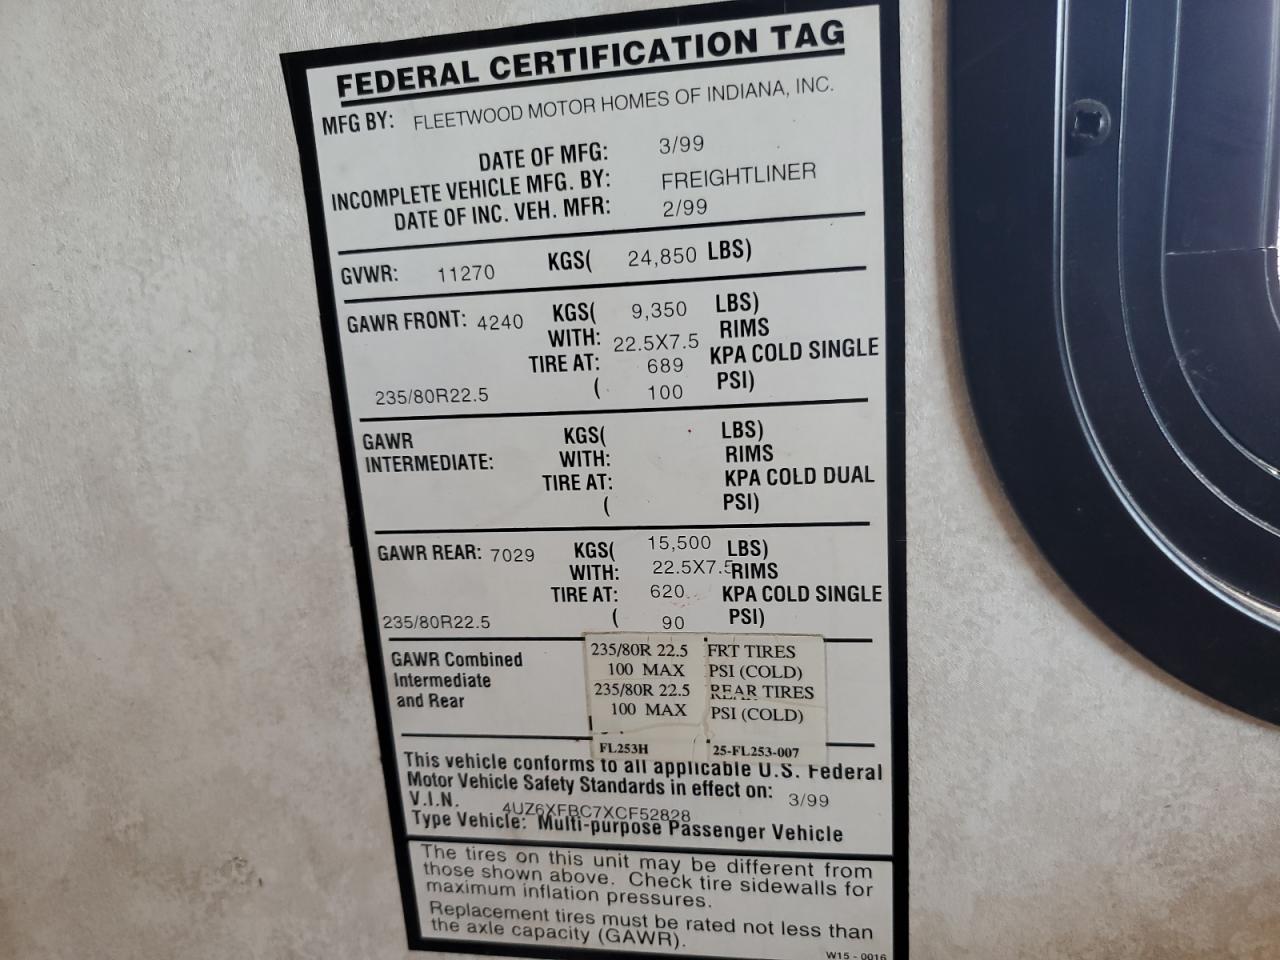 FEDERAL CERTIFICATION TAG
MFG BY: FLEETWOOD MOTOR HOMES OF INDIANA, INC.
DATE OF MFG: 3/99
INCOMPLETE VEHICLE MFG. BY: FREIGHTLINER
DATE OF INC. VEH. MFR: 2/99
GVWR: 11270 KGS( 24,850 LBS)
GAWR FRONT: 4240 KGS( 9,350 LBS)
WITH: 22.5X7.5 RIMS
TIRE AT: 689 KPA COLD SINGLE
235/80R22.5 ( 100 PSI)
GAWR KGS( LBS)
INTERMEDIATE: WITH: RIMS
TIRE AT: KPA COLD DUAL
( PSI)
GAWR REAR: 7029 KGS( 15,500 LBS)
WITH: 22.5X7.5 RIMS
TIRE AT: 620 KPA COLD SINGLE
235/80R22.5 ( 90 PSI)
GAWR Combined
Intermediate
and Rear
235/80R 22.5 FRT TIRES
100 MAX PSI (COLD)
235/80R 22.5 REAR TIRES
100 MAX PSI (COLD)
FL253H 25-FL253-007
This vehicle conforms to all applicable U.S. Federal
Motor Vehicle Safety Standards in effect on: 3/99
V.I.N. 4UZ6XFBC7XCF52828
Type Vehicle: Multi-purpose Passenger Vehicle
The tires on this unit may be different from
those shown above. Check tire sidewalls for
maximum inflation pressures.
Replacement tires must be rated not less than
the axle capacity (GAWR).
W15 - 0016